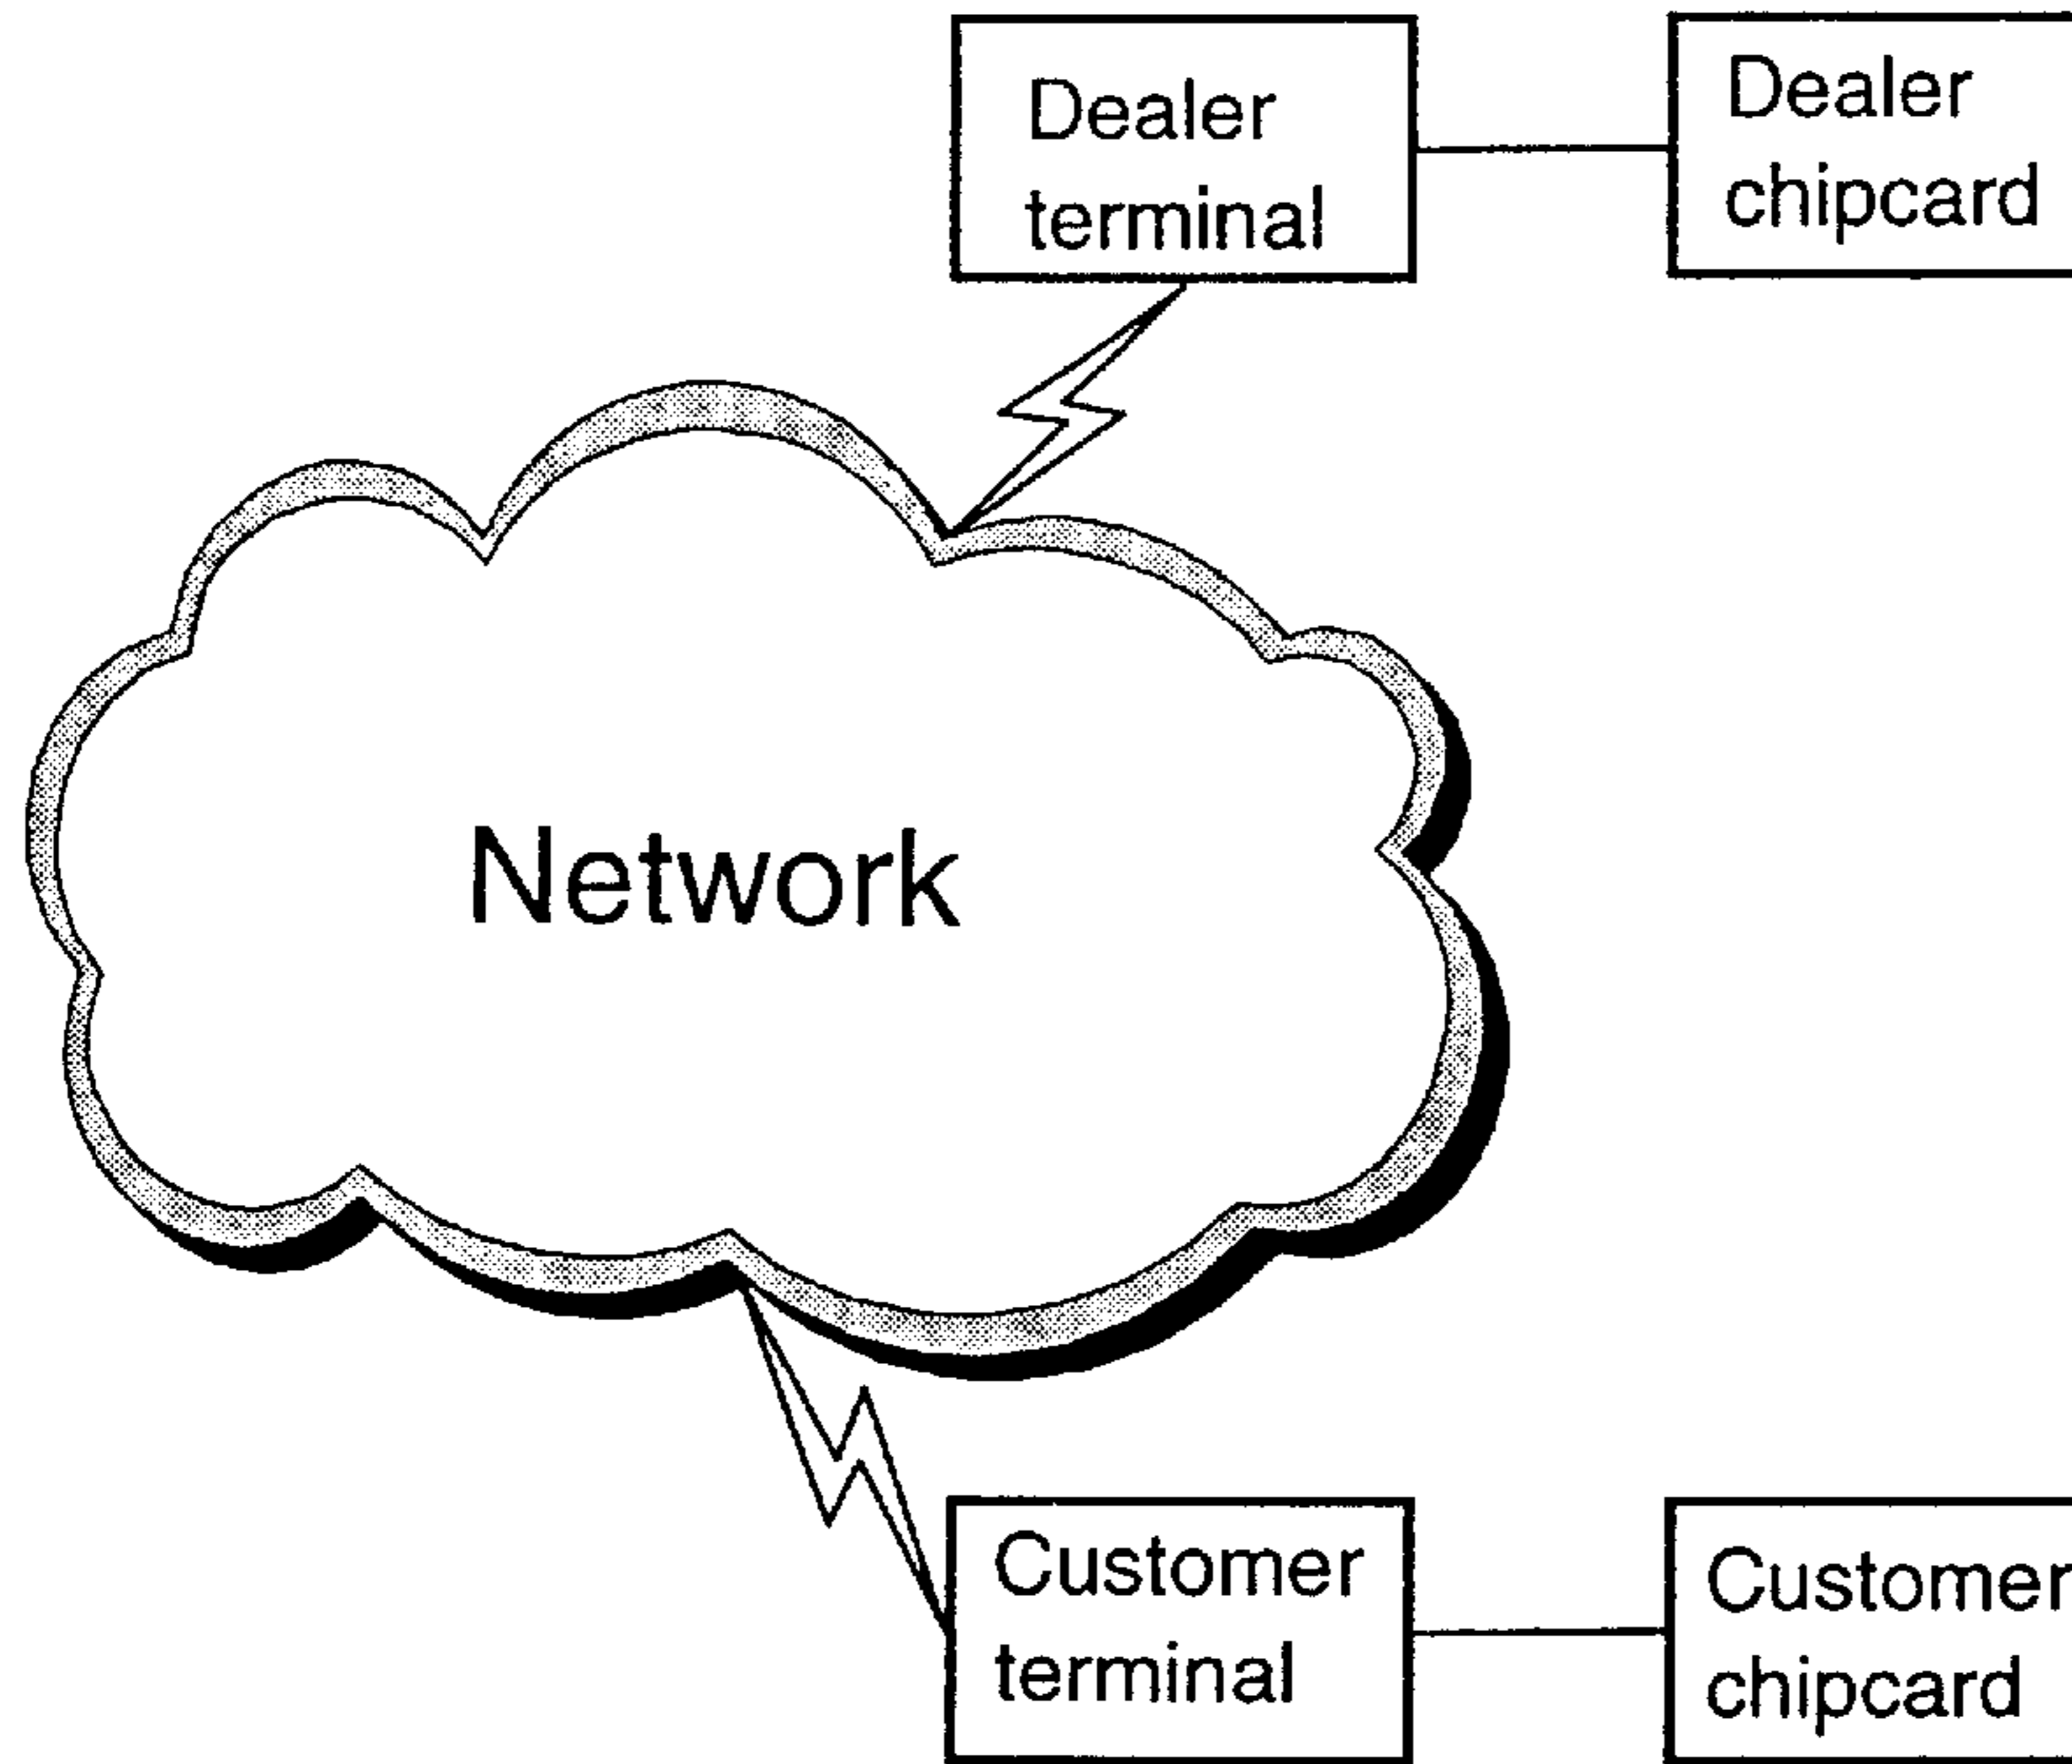 Dealer
terminal
Dealer
chipcard
Network
Customer
terminal
Customer
chipcard